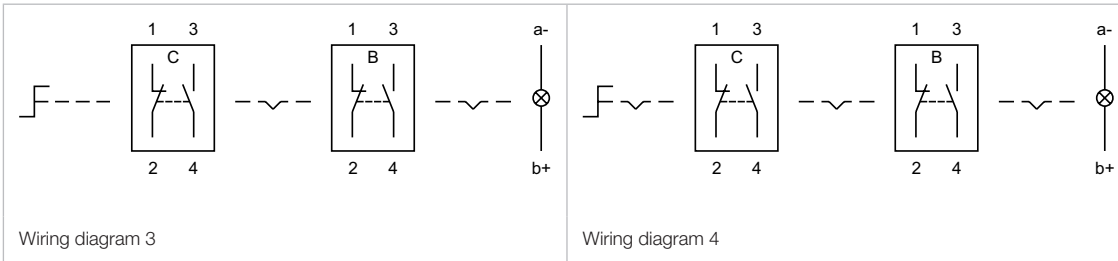 1 3 1 3 a-
C B
2 4 2 4 b+
Wiring diagram 3
1 3 1 3 a-
C B
2 4 2 4 b+
Wiring diagram 4